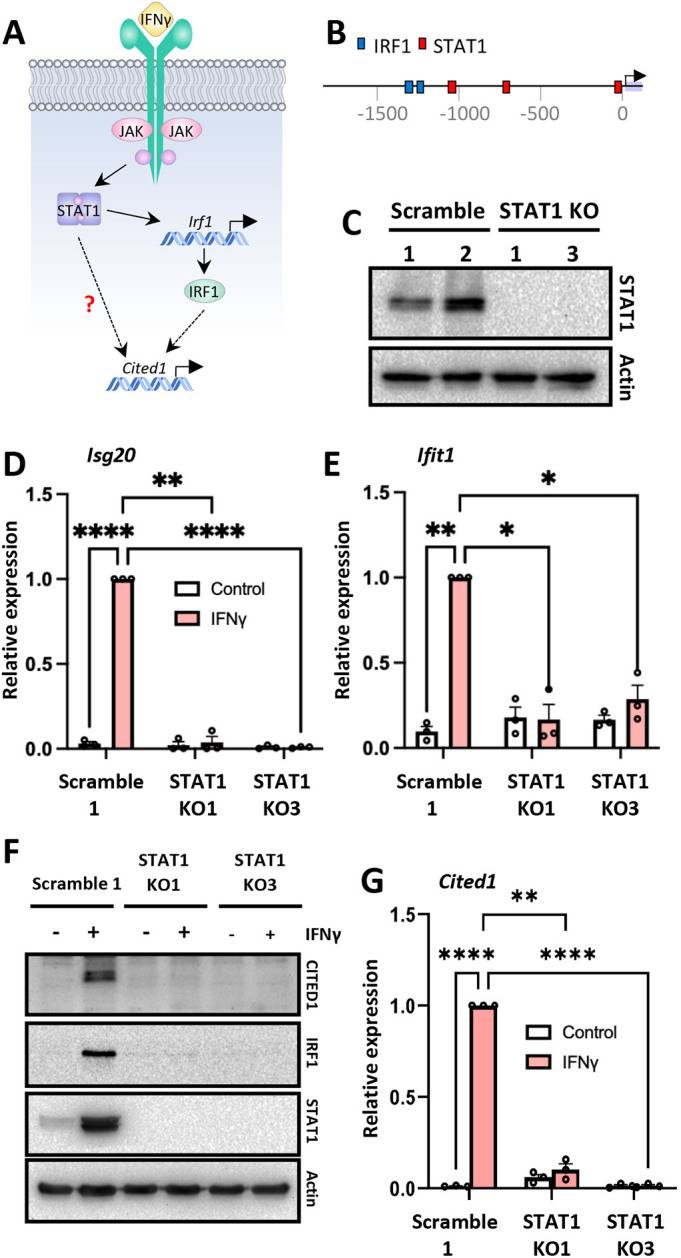 A
IFNγ
JAK JAK
STAT1
Irf1
IRF1
?
Cited1
B
IRF1 STAT1
-1500 -1000 -500 0
C
Scramble STAT1 KO
1 2 1 3
STAT1
Actin
D
Isg20
** 
**** ****
Relative expression
1.5
1.0
0.5
0.0
Control
IFNγ
Scramble STAT1 STAT1
1 KO1 KO3
E
Ifit1
*
** *
Relative expression
1.5
1.0
0.5
0.0
Scramble STAT1 STAT1
1 KO1 KO3
F
STAT1 STAT1
Scramble 1 KO1 KO3
- + - + - + IFNγ
CITED1
IRF1
STAT1
Actin
G
Cited1
**
**** ****
Relative expression
1.5
1.0
0.5
0.0
Control
IFNγ
Scramble STAT1 STAT1
1 KO1 KO3